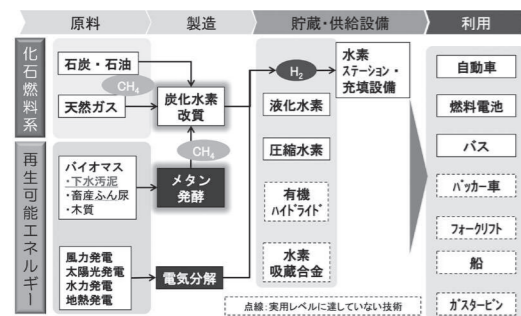 原料
製造
貯蔵・供給設備
利用
化石燃料系
石炭・石油
CH4
天然ガス
炭化水素
改質
H2
水素
ステーション・
充填設備
液化水素
圧縮水素
有機
ﾊｲﾄﾞﾗｲﾄﾞ
水素
吸蔵合金
再生可能エネルギー
バイオマス
・下水汚泥
・畜産ふん尿
・木質
CH4
メタン
発酵
風力発電
太陽光発電
水力発電
地熱発電
電気分解
自動車
燃料電池
バス
ﾊﾟｯカー車
フォークリフト
船
ｶﾞｽﾀｰﾋﾞﾝ
点線:実用レベルに達していない技術